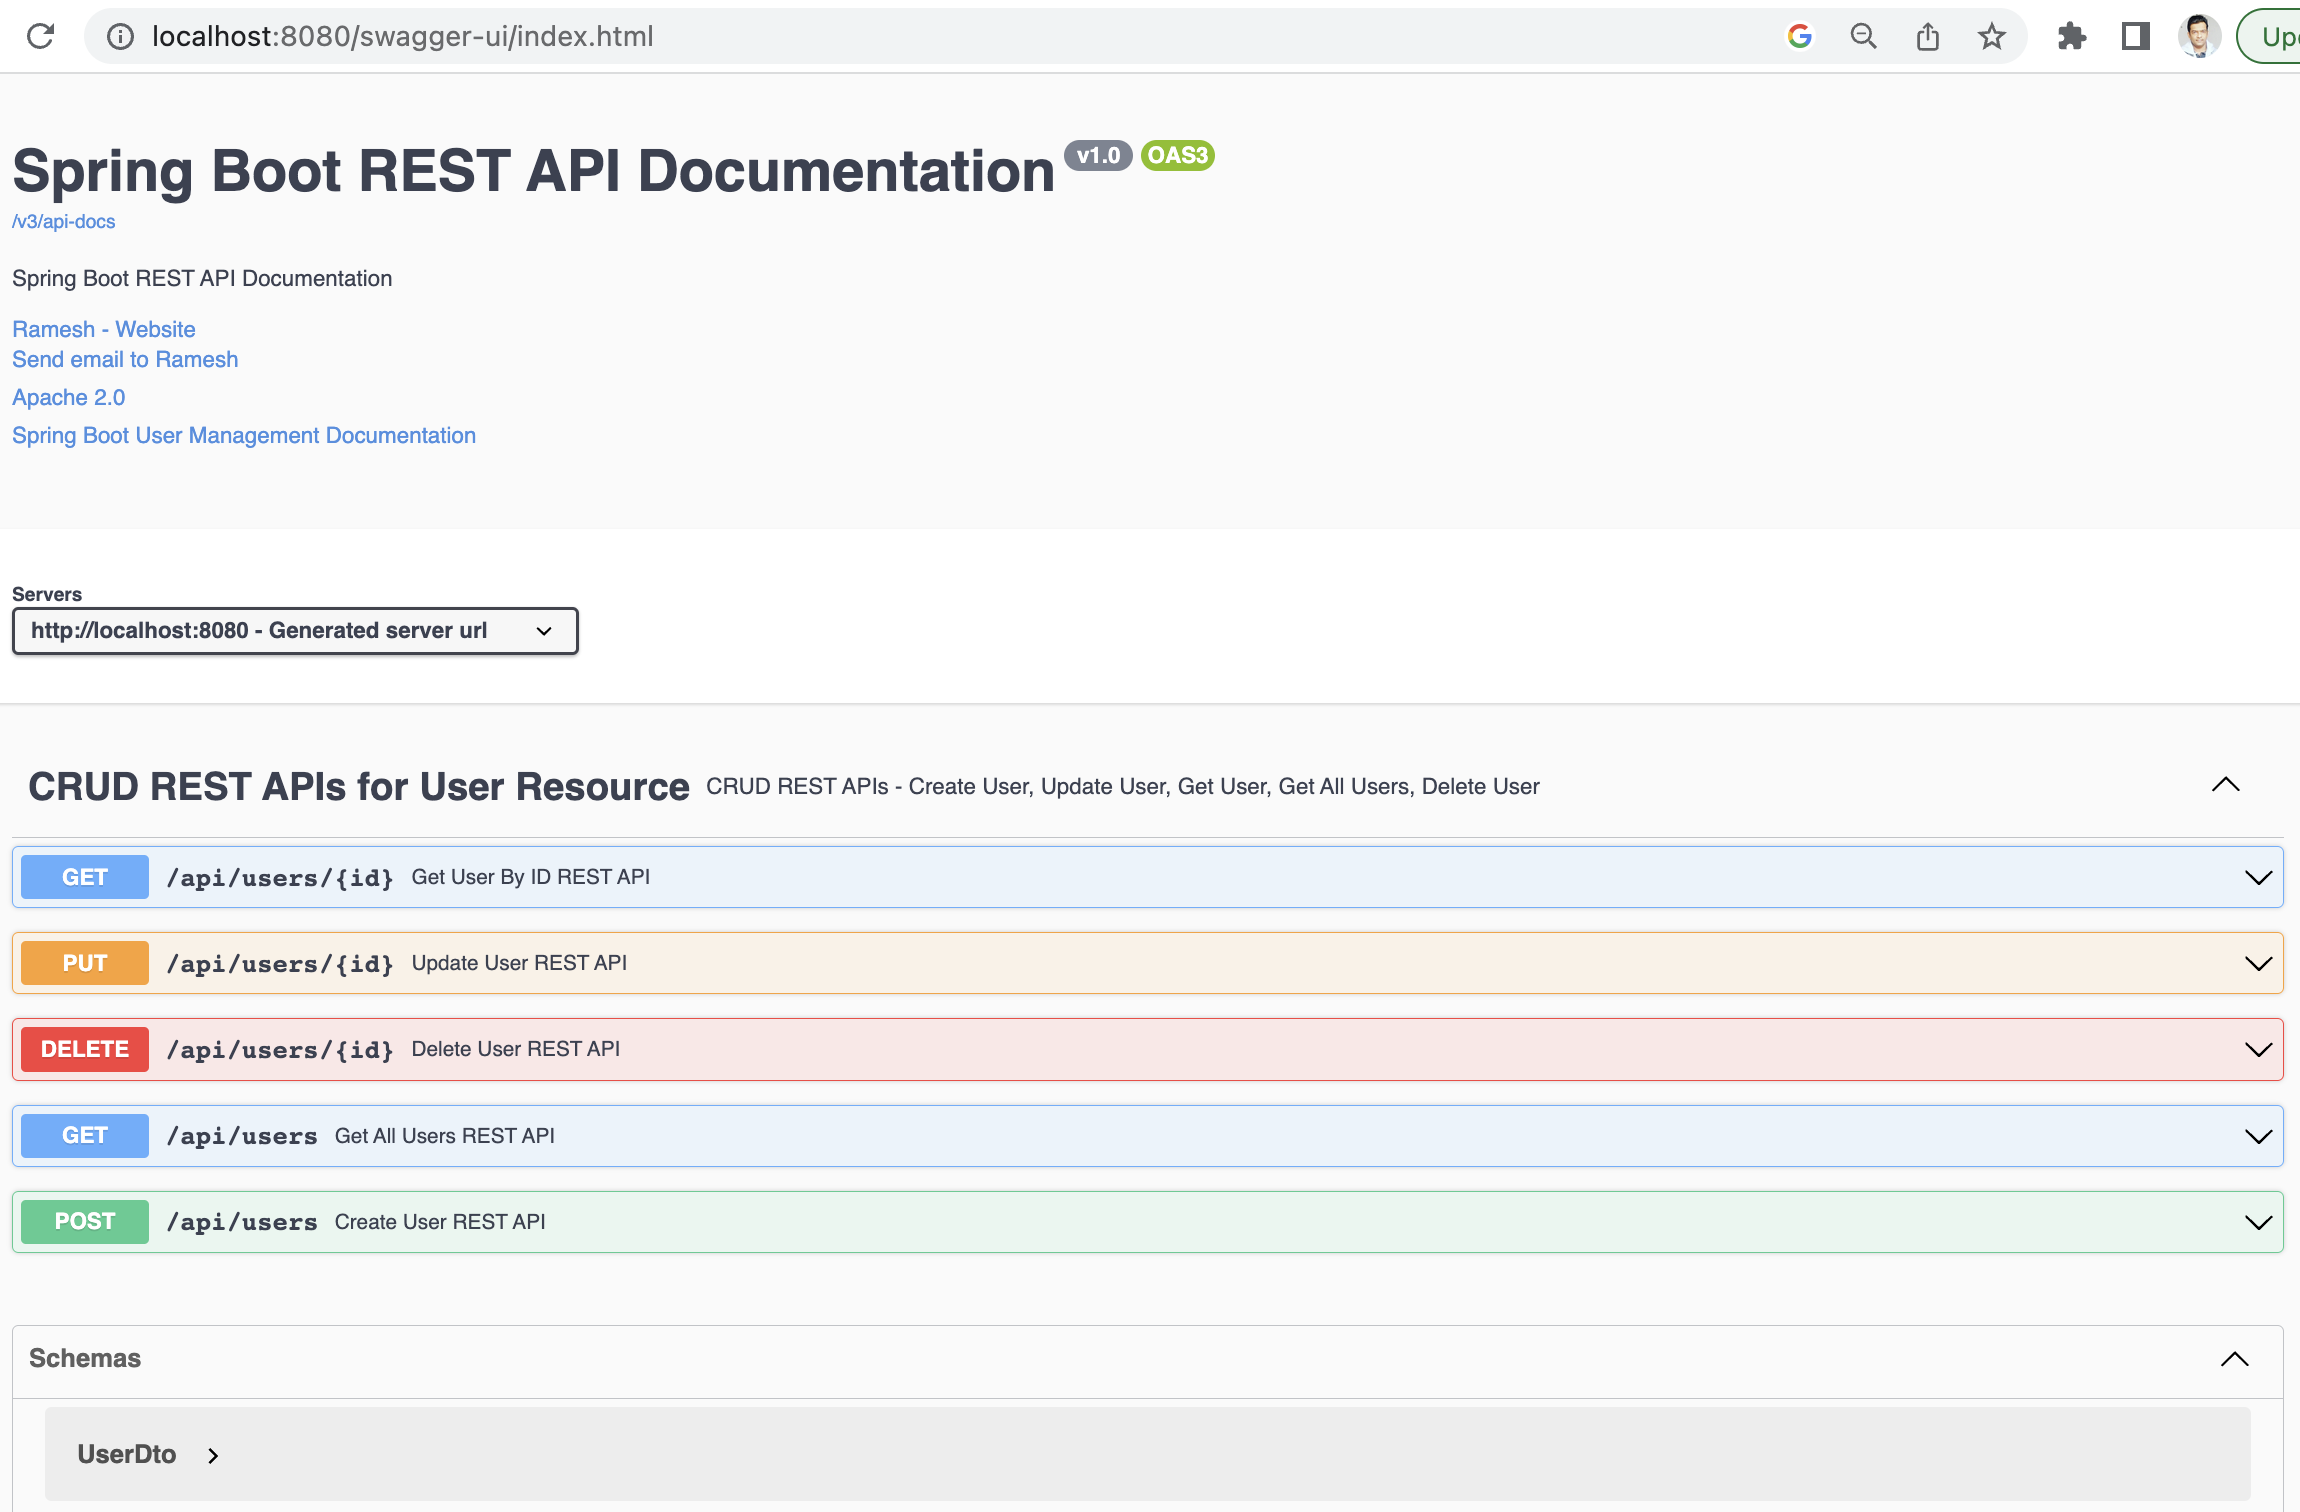 localhost:8080/swagger-ui/index.html
Spring Boot REST API Documentation v1.0 OAS3
/v3/api-docs
Spring Boot REST API Documentation
Ramesh - Website
Send email to Ramesh
Apache 2.0
Spring Boot User Management Documentation
Servers
http://localhost:8080 - Generated server url
CRUD REST APIs for User Resource CRUD REST APIs - Create User, Update User, Get User, Get All Users, Delete User
GET /api/users/{id} Get User By ID REST API
PUT /api/users/{id} Update User REST API
DELETE /api/users/{id} Delete User REST API
GET /api/users Get All Users REST API
POST /api/users Create User REST API
Schemas
UserDto